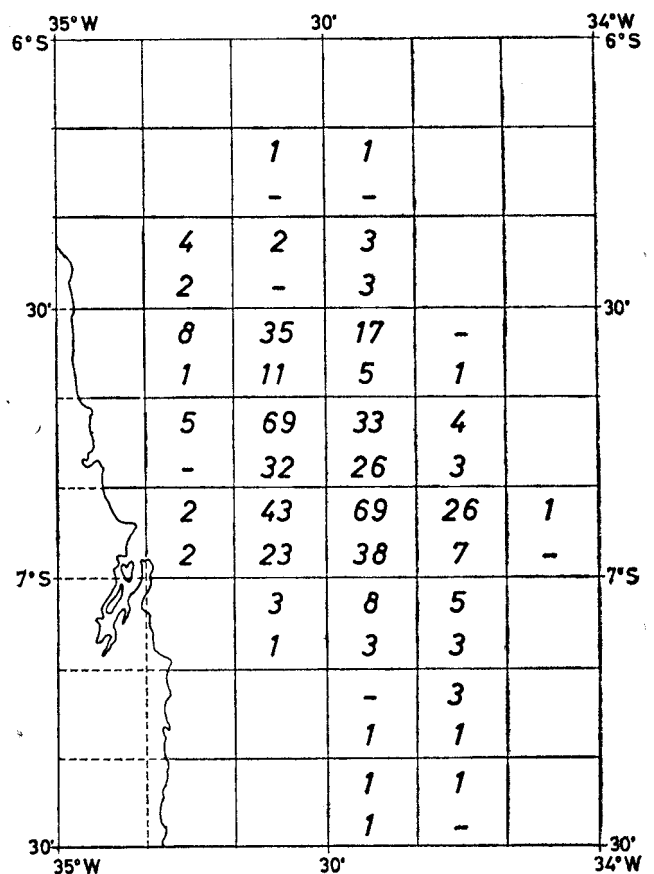 35°W 30' 34°W
6°S 6°S
1 1
- -
4 2 3
2 - 3
30' 30'
8 35 17 -
1 11 5 1
5 69 33 4
- 32 26 3
2 43 69 26 1
2 23 38 7 -
7°S 7°S
3 8 5
1 3 3
- 3
1 1
1 1
1 -
30' 30'
35°W 30' 34°W